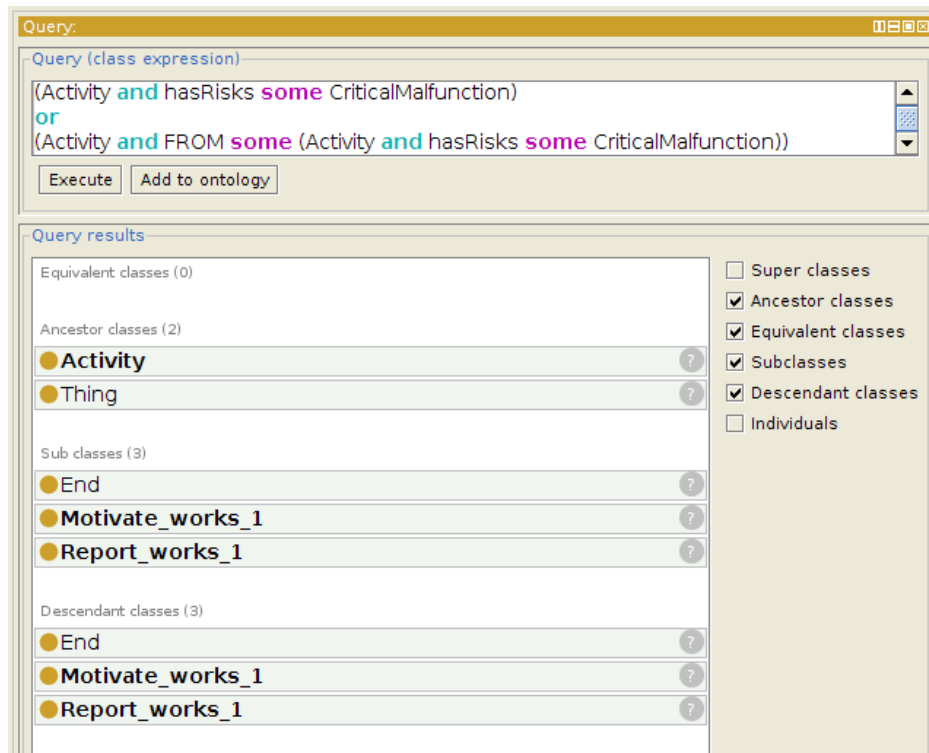 Query:
Query (class expression)
(Activity and hasRisks some CriticalMalfunction)
or
(Activity and FROM some (Activity and hasRisks some CriticalMalfunction))
Execute
Add to ontology
Query results
Equivalent classes (0)
Ancestor classes (2)
Activity ?
Thing ?
Sub classes (3)
End ?
Motivate_works_1 ?
Report_works_1 ?
Descendant classes (3)
End ?
Motivate_works_1 ?
Report_works_1 ?
Super classes
Ancestor classes
Equivalent classes
Subclasses
Descendant classes
Individuals